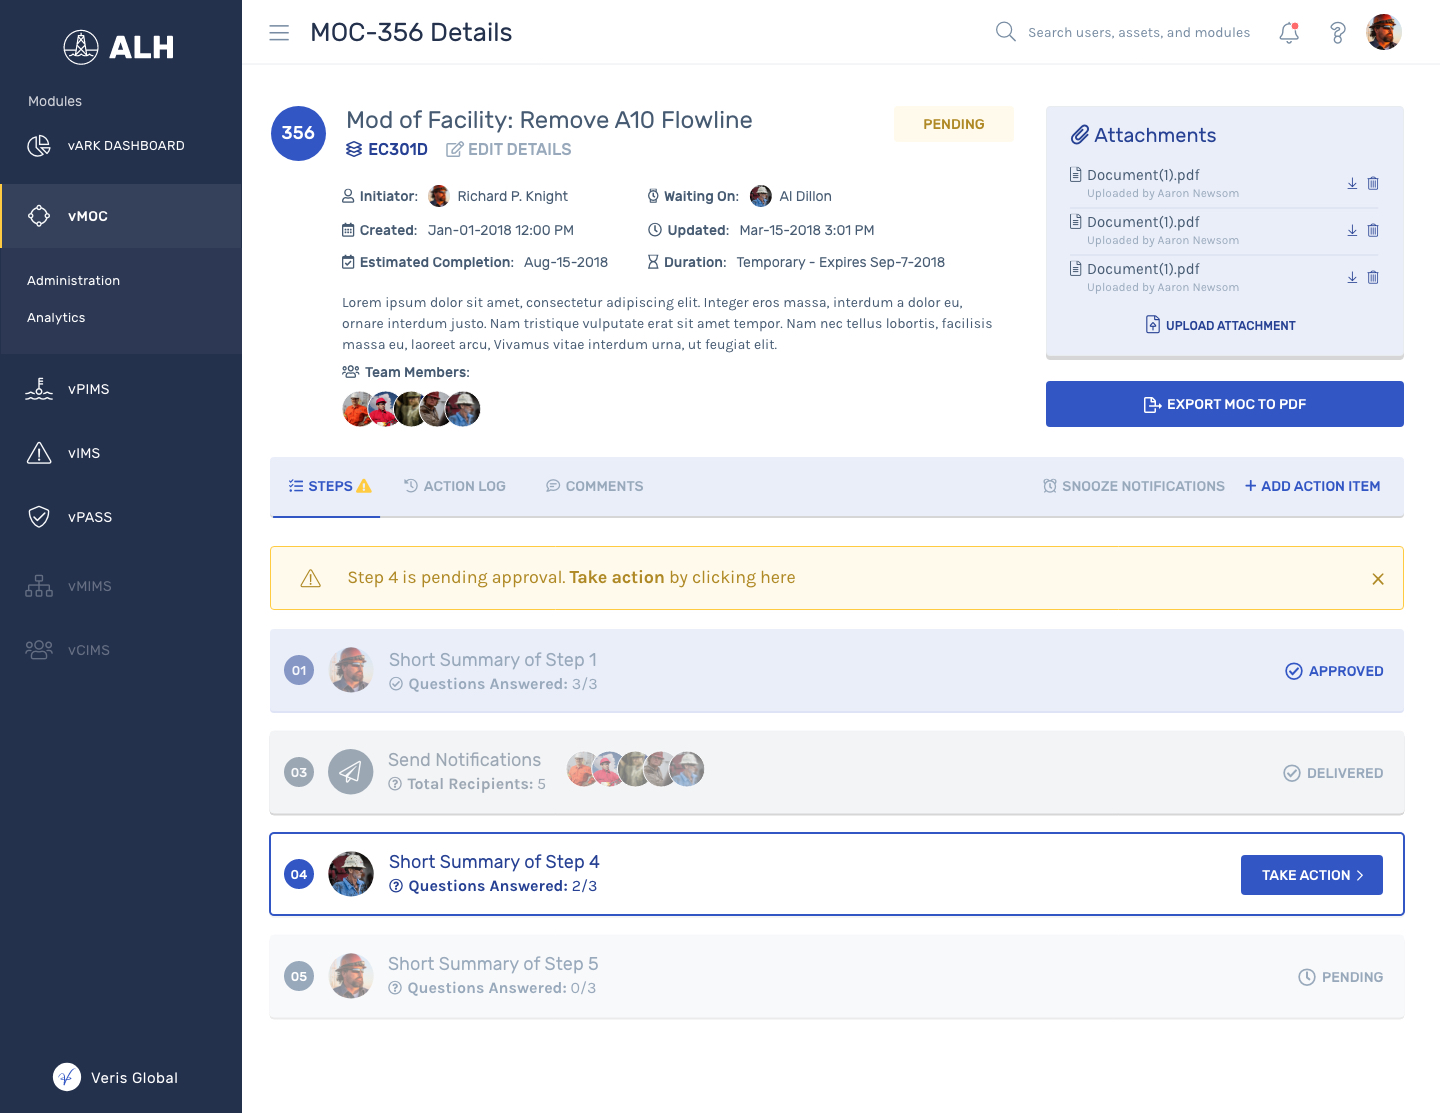 ALH
Modules
vARK DASHBOARD
vMOC
Administration
Analytics
vPIMS
vIMS
vPASS
vMIMS
vCIMS
Veris Global
MOC-356 Details
Search users, assets, and modules
356
Mod of Facility: Remove A10 Flowline
EC301D EDIT DETAILS
PENDING
Initiator: Richard P. Knight
Waiting On: Al Dillon
Created: Jan-01-2018 12:00 PM
Updated: Mar-15-2018 3:01 PM
Estimated Completion: Aug-15-2018
Duration: Temporary - Expires Sep-7-2018
Lorem ipsum dolor sit amet, consectetur adipiscing elit. Integer eros massa, interdum a dolor eu,
ornare interdum justo. Nam tristique vulputate erat sit amet tempor. Nam nec tellus lobortis, facilisis
massa eu, laoreet arcu, Vivamus vitae interdum urna, ut feugiat elit.
Team Members:
Attachments
Document(1).pdf
Uploaded by Aaron Newsom
Document(1).pdf
Uploaded by Aaron Newsom
Document(1).pdf
Uploaded by Aaron Newsom
UPLOAD ATTACHMENT
EXPORT MOC TO PDF
STEPS
ACTION LOG
COMMENTS
SNOOZE NOTIFICATIONS
+ ADD ACTION ITEM
Step 4 is pending approval. Take action by clicking here
01
Short Summary of Step 1
Questions Answered: 3/3
APPROVED
03
Send Notifications
Total Recipients: 5
DELIVERED
04
Short Summary of Step 4
Questions Answered: 2/3
TAKE ACTION >
05
Short Summary of Step 5
Questions Answered: 0/3
PENDING